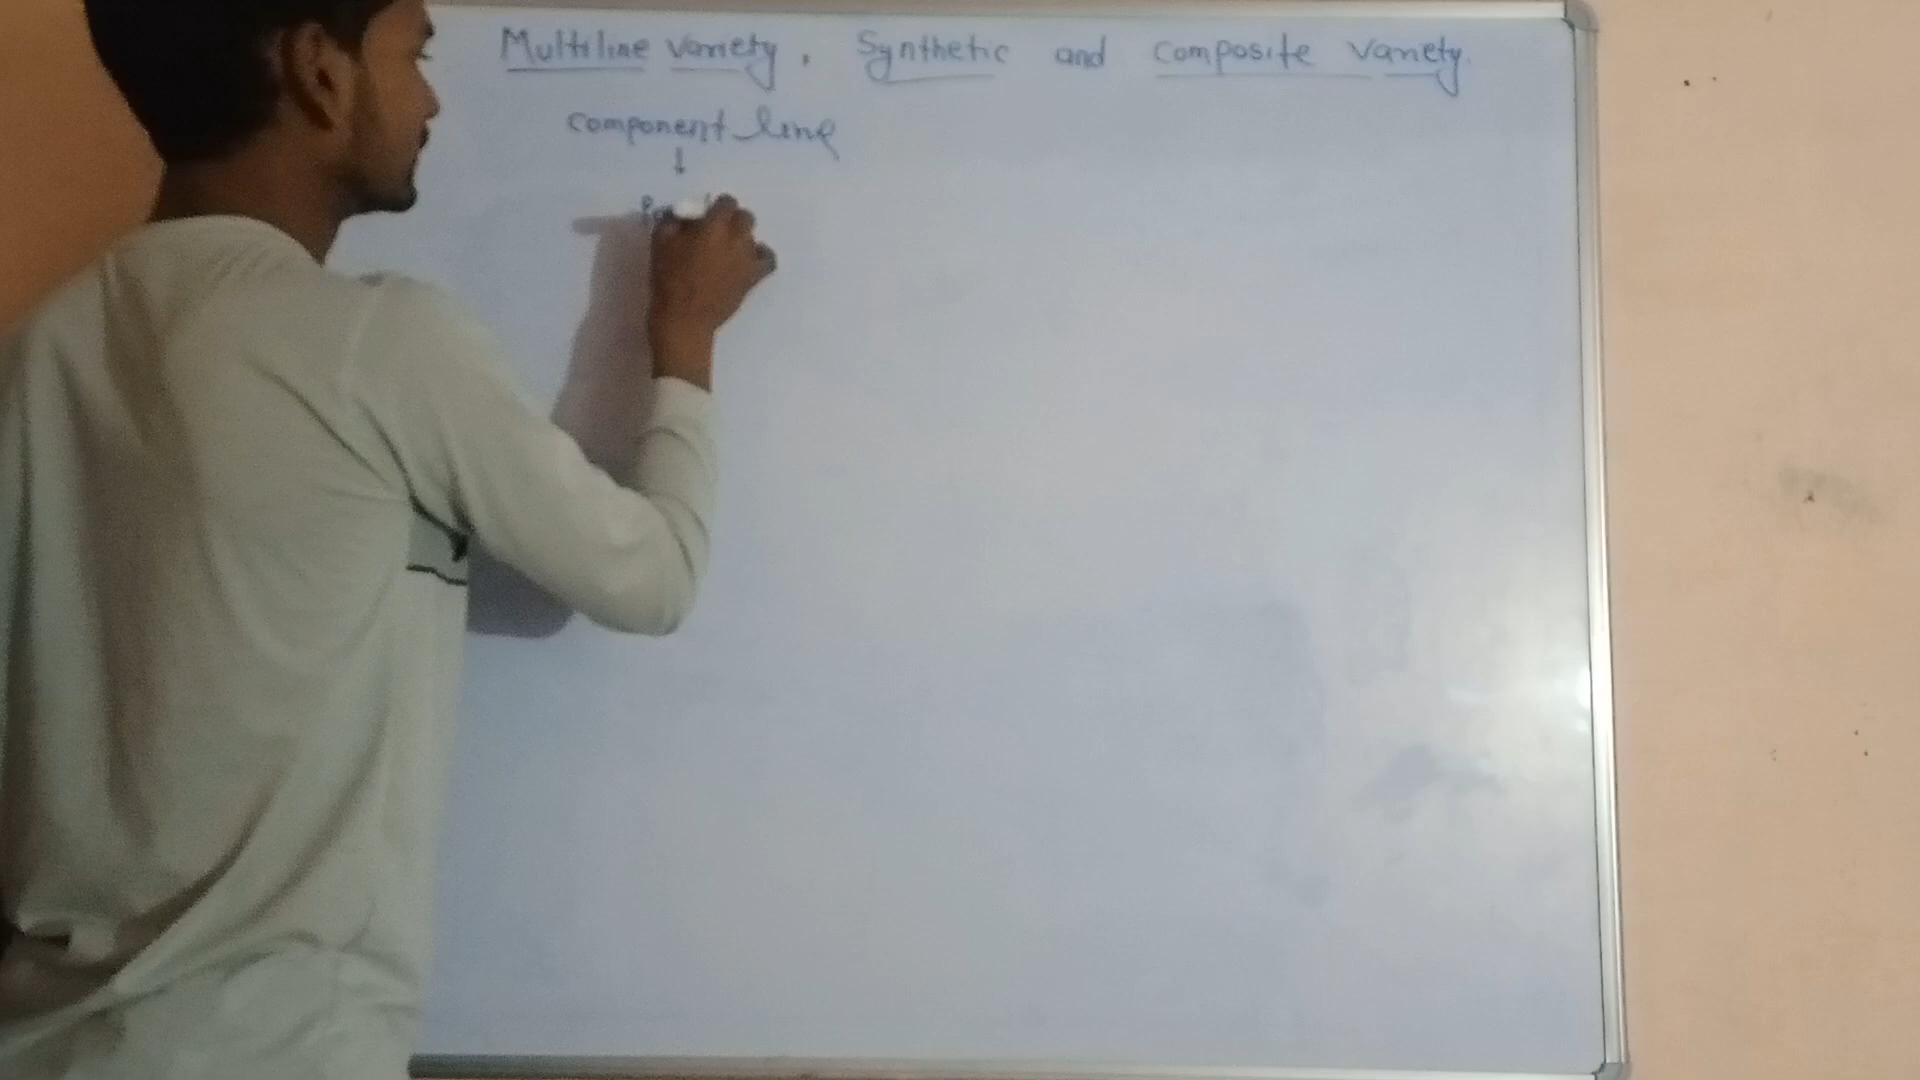 Multiline variety, Synthetic and Composite variety.
Component line
↓